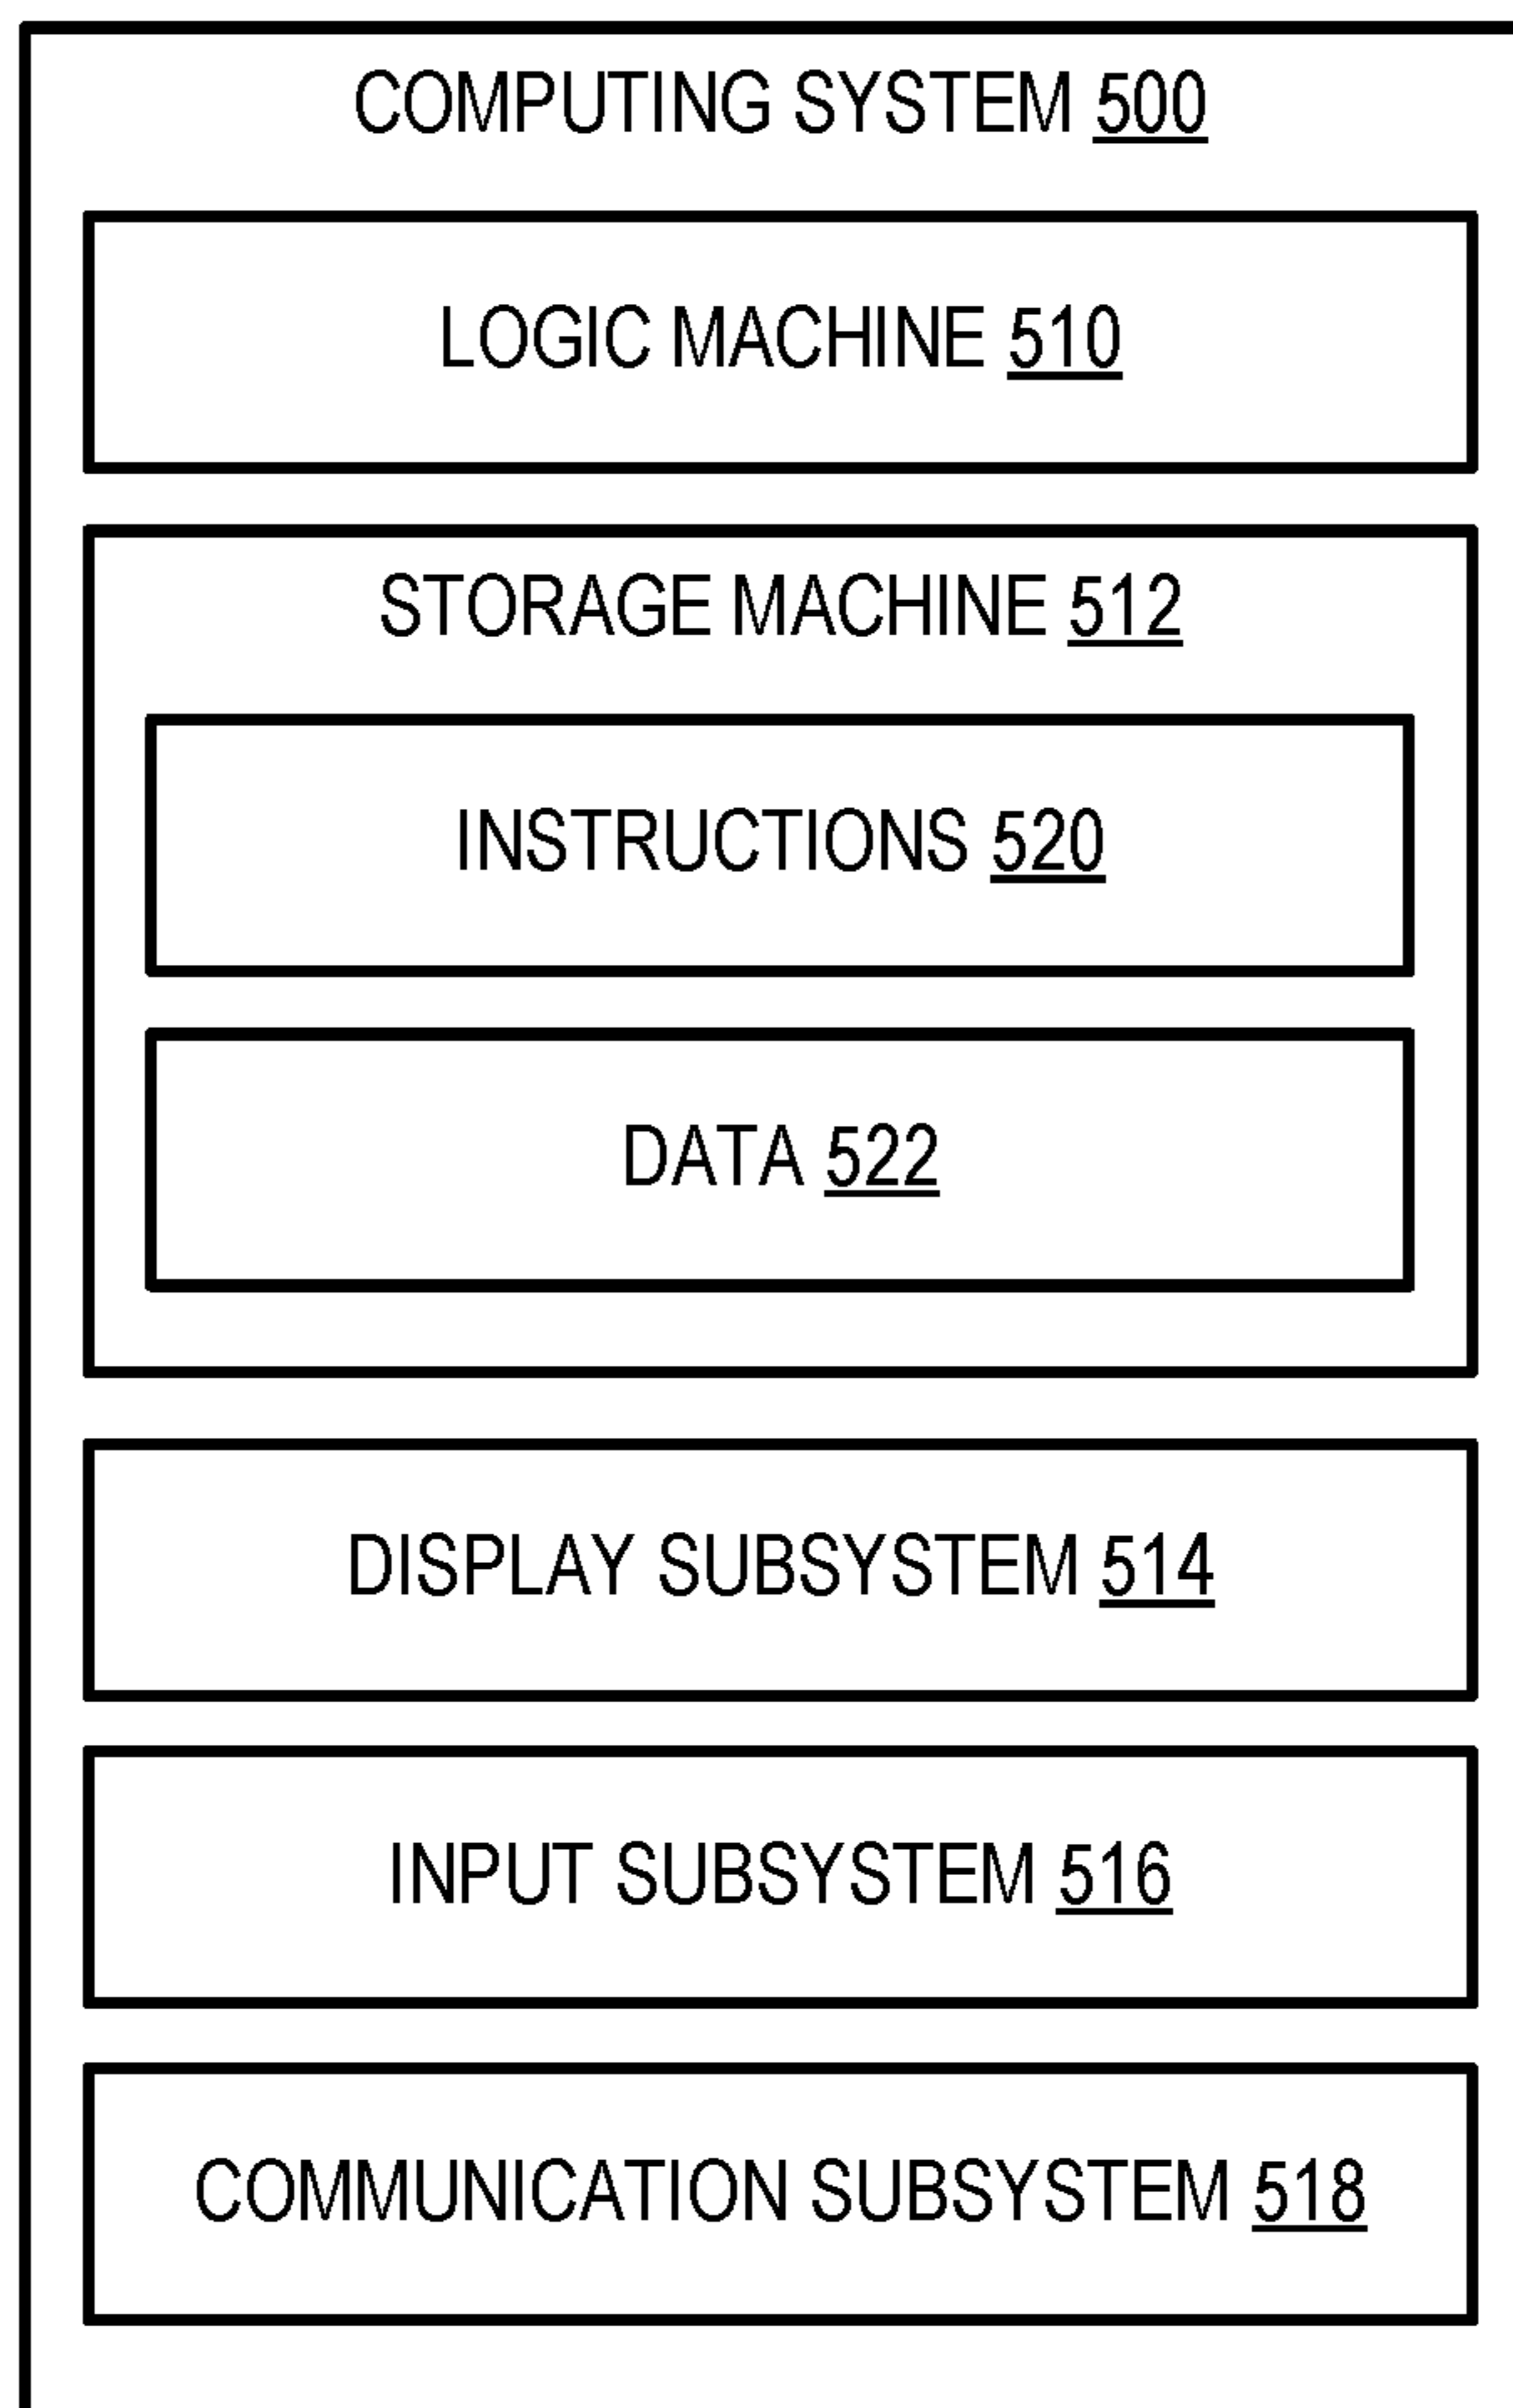 COMPUTING SYSTEM 500
LOGIC MACHINE 510
STORAGE MACHINE 512
INSTRUCTIONS 520
DATA 522
DISPLAY SUBSYSTEM 514
INPUT SUBSYSTEM 516
COMMUNICATION SUBSYSTEM 518